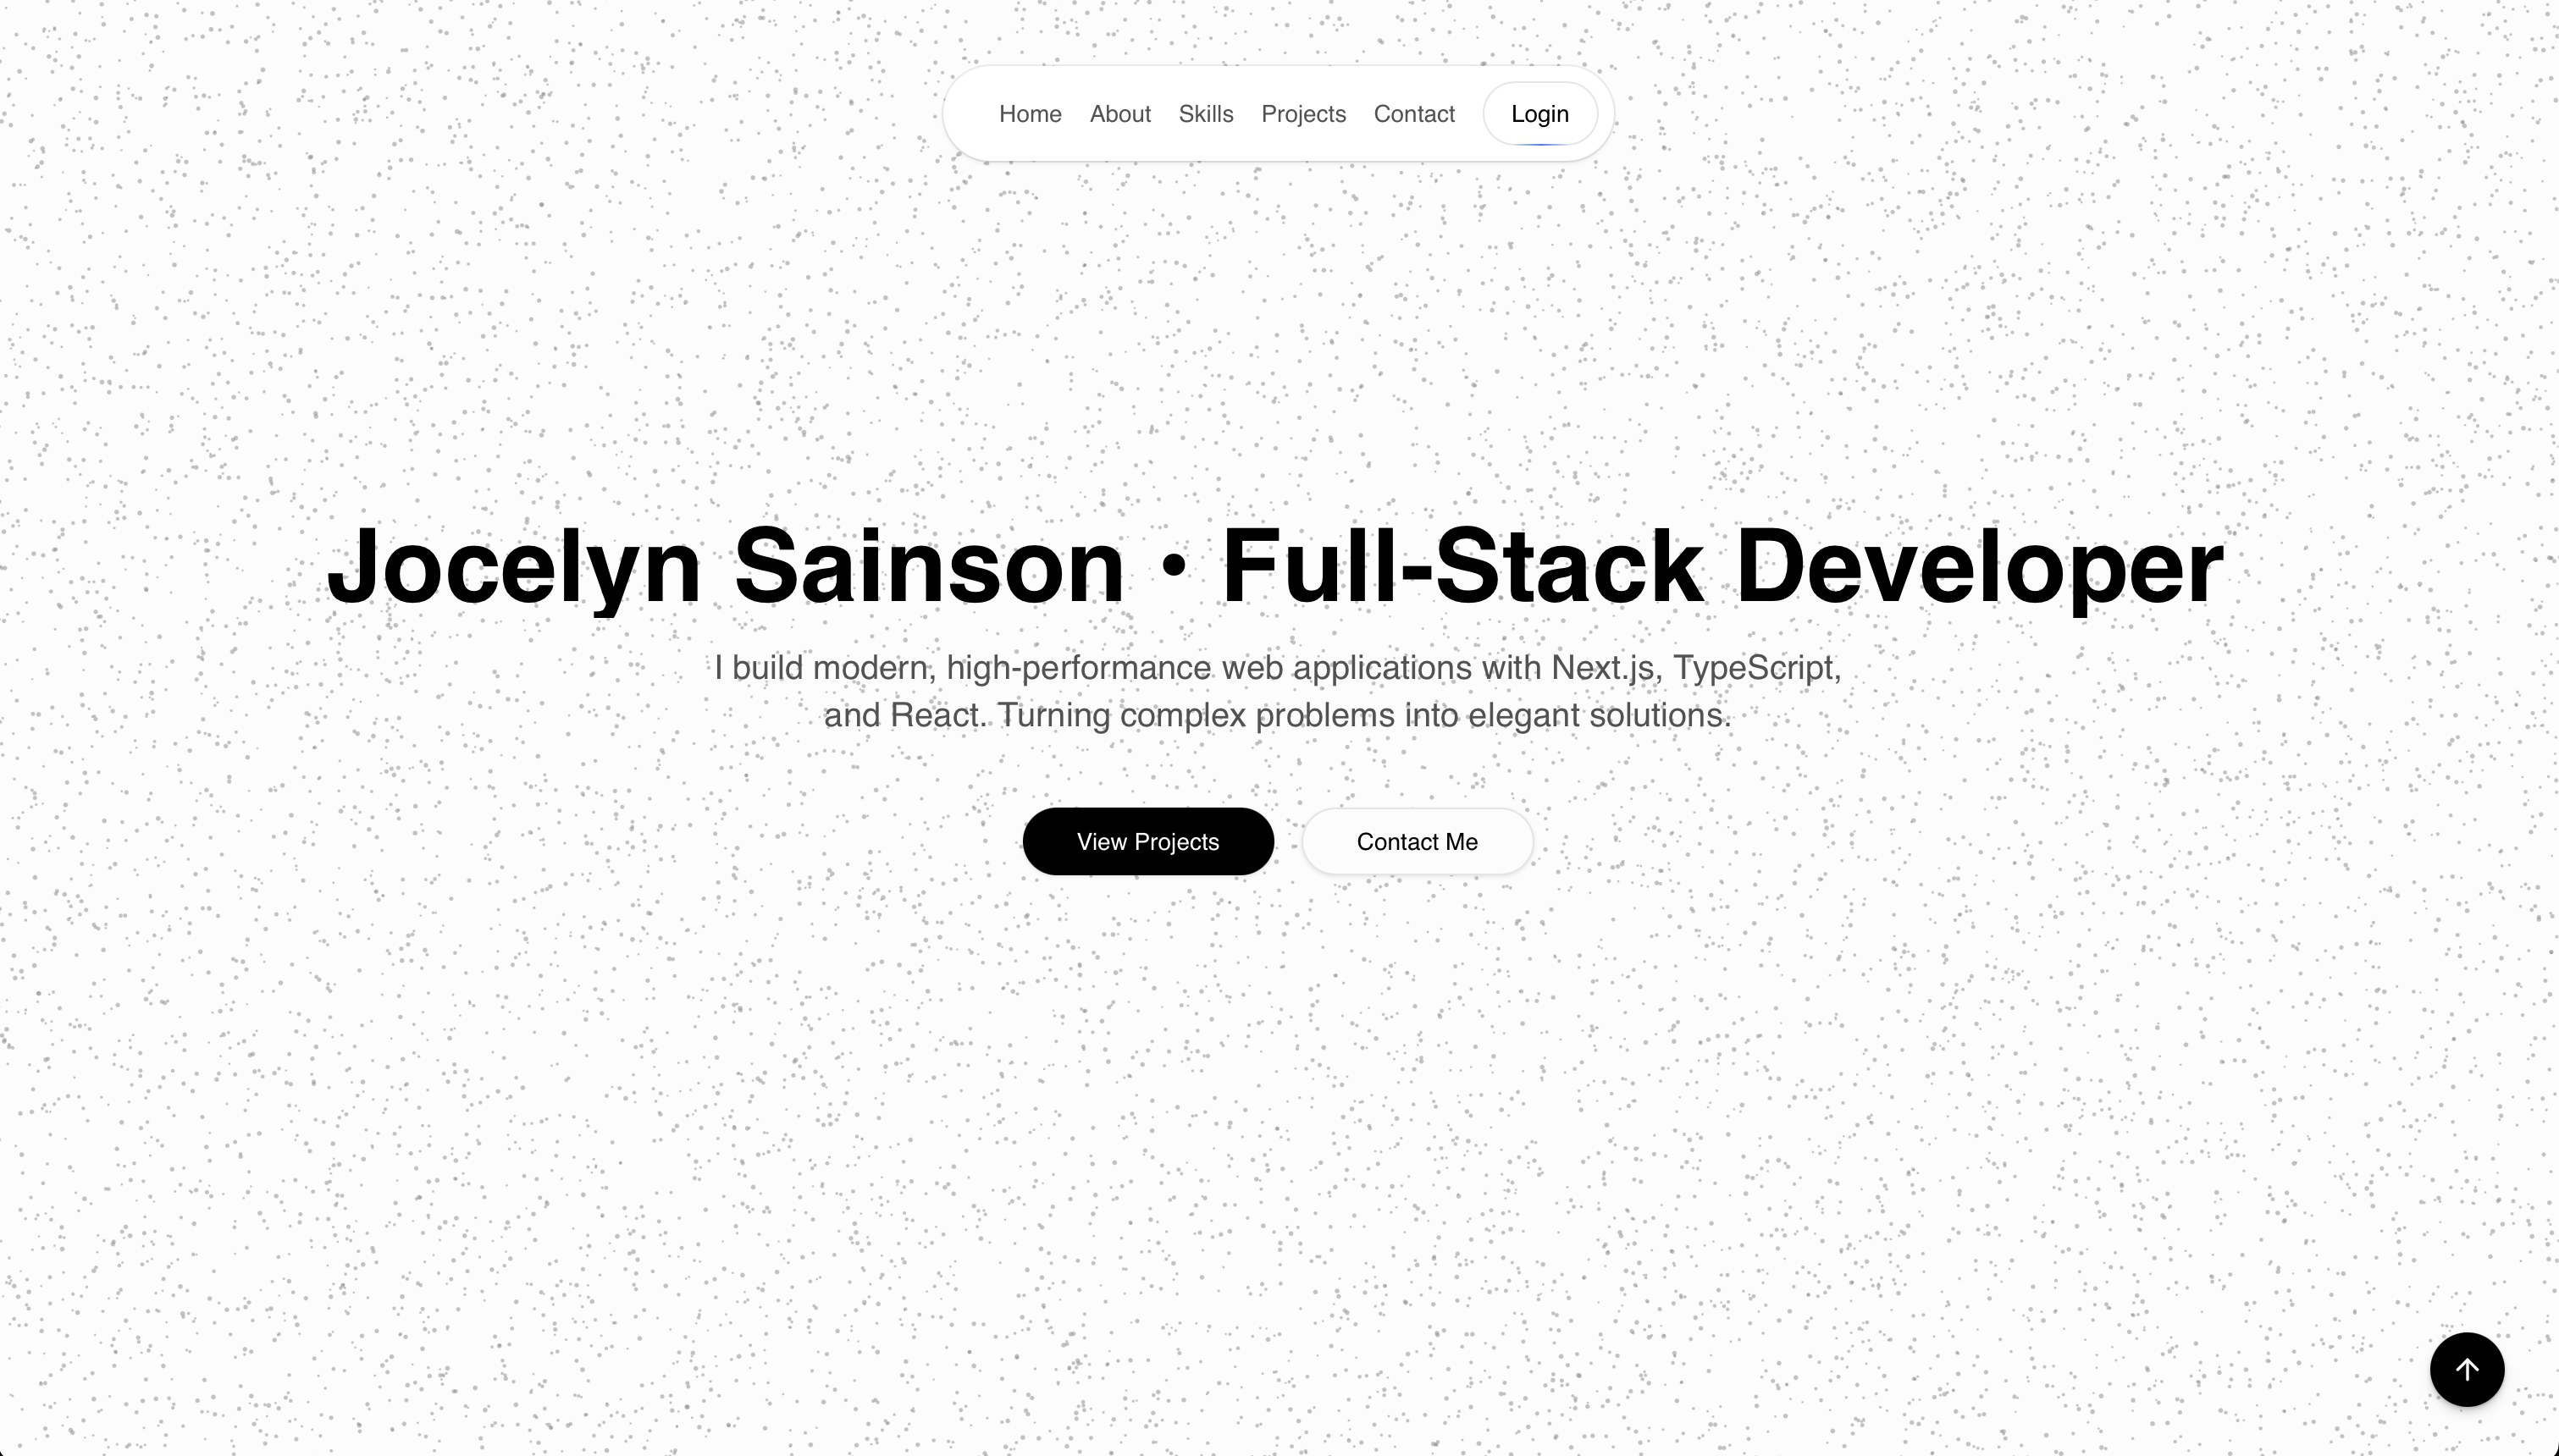 Home About Skills Projects Contact Login
Jocelyn Sainson • Full-Stack Developer
I build modern, high-performance web applications with Next.js, TypeScript,
and React. Turning complex problems into elegant solutions.
View Projects Contact Me